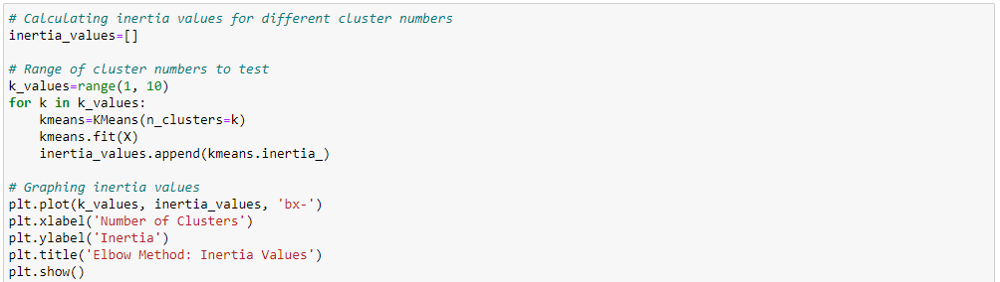 # Calculating inertia values for different cluster numbers
inertia_values=[]
# Range of cluster numbers to test
k_values=range(1, 10)
for k in k_values:
    kmeans=KMeans(n_clusters=k)
    kmeans.fit(X)
    inertia_values.append(kmeans.inertia_)
# Graphing inertia values
plt.plot(k_values, inertia_values, 'bx-')
plt.xlabel('Number of Clusters')
plt.ylabel('Inertia')
plt.title('Elbow Method: Inertia Values')
plt.show()